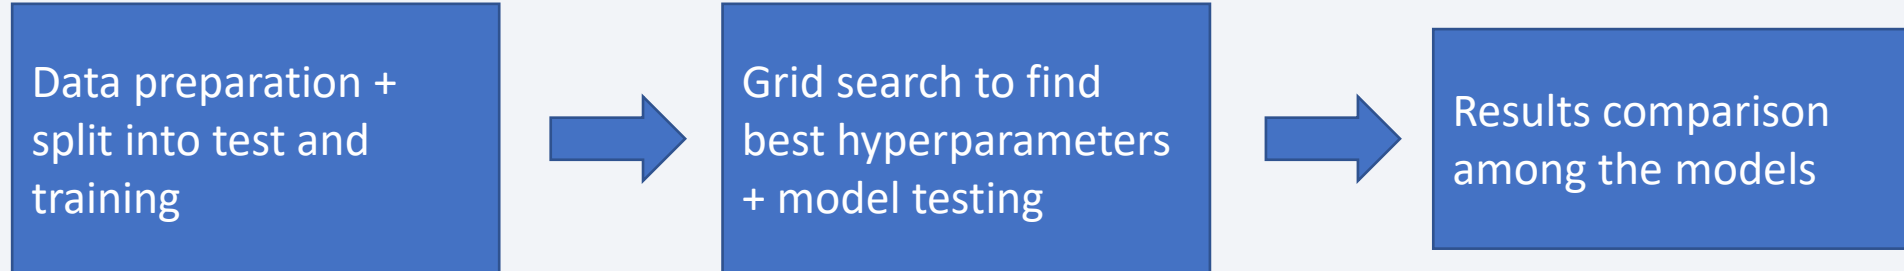 Data preparation +
split into test and
training
Grid search to find
best hyperparameters
+ model testing
Results comparison
among the models